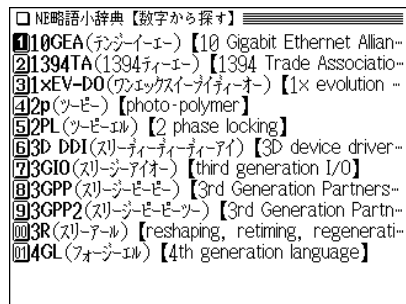 □ NE略語小辞典【数字から探す】
1 10GEA(テンジーイーエー)【10 Gigabit Ethernet Allian…
2 1394TA(1394ティーエー)【1394 Trade Associatio…
3 1×EV-DO(ワンエックスイーブイディーオー)【1× evolution …
4 2p(ツーピー)【photo-polymer】
5 2PL(ツーピーエル)【2 phase locking】
6 3D DDI(スリーディーディーディーアイ)【3D device driver…
7 3GIO(スリージーアイオー)【third generation I/O】
8 3GPP(スリージーピーピー)【3rd Generation Partners…
9 3GPP2(スリージーピーピーツー)【3rd Generation Partn…
00 3R(スリーアール)【reshaping, retiming, regenerati…
01 4GL(フォージーエル)【4th generation language】